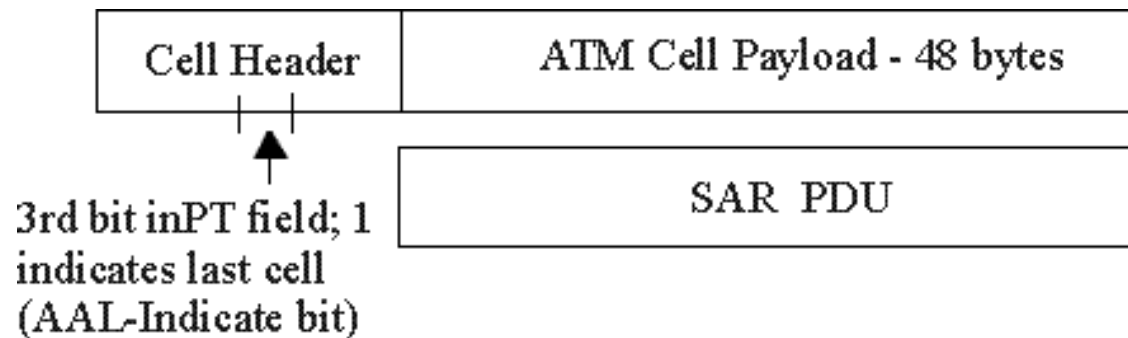 Cell Header
ATM Cell Payload - 48 bytes
SAR PDU
3rd bit inPT field; 1
indicates last cell
(AAL-Indicate bit)